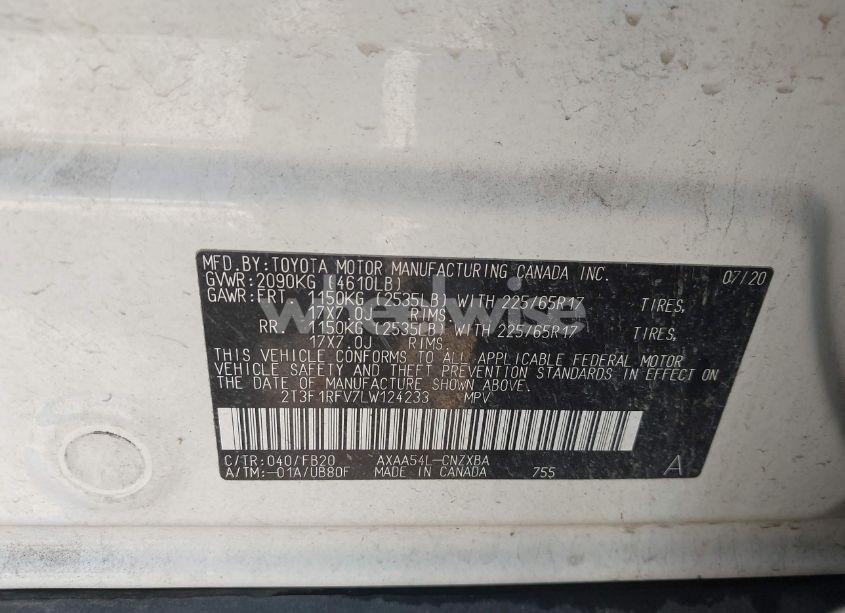 MFD.BY:TOYOTA MOTOR MANUFACTURING CANADA INC. 07/20
GVWR:2090KG (4610LB)
GAWR:FRT. 1150KG (2535LB) WITH 225/65R17 TIRES,
17X7.0J RIMS.
RR. 1150KG (2535LB) WITH 225/65R17 TIRES,
17X7.0J RIMS.
THIS VEHICLE CONFORMS TO ALL APPLICABLE FEDERAL MOTOR
VEHICLE SAFETY AND THEFT PREVENTION STANDARDS IN EFFECT ON
THE DATE OF MANUFACTURE SHOWN ABOVE.
2T3F1RFV7LW124233 MPV
C/TR:040/FB20 AXAA54L-CNZXBA
A/TM:-01A/UB80F MADE IN CANADA 755 A
wheelwise